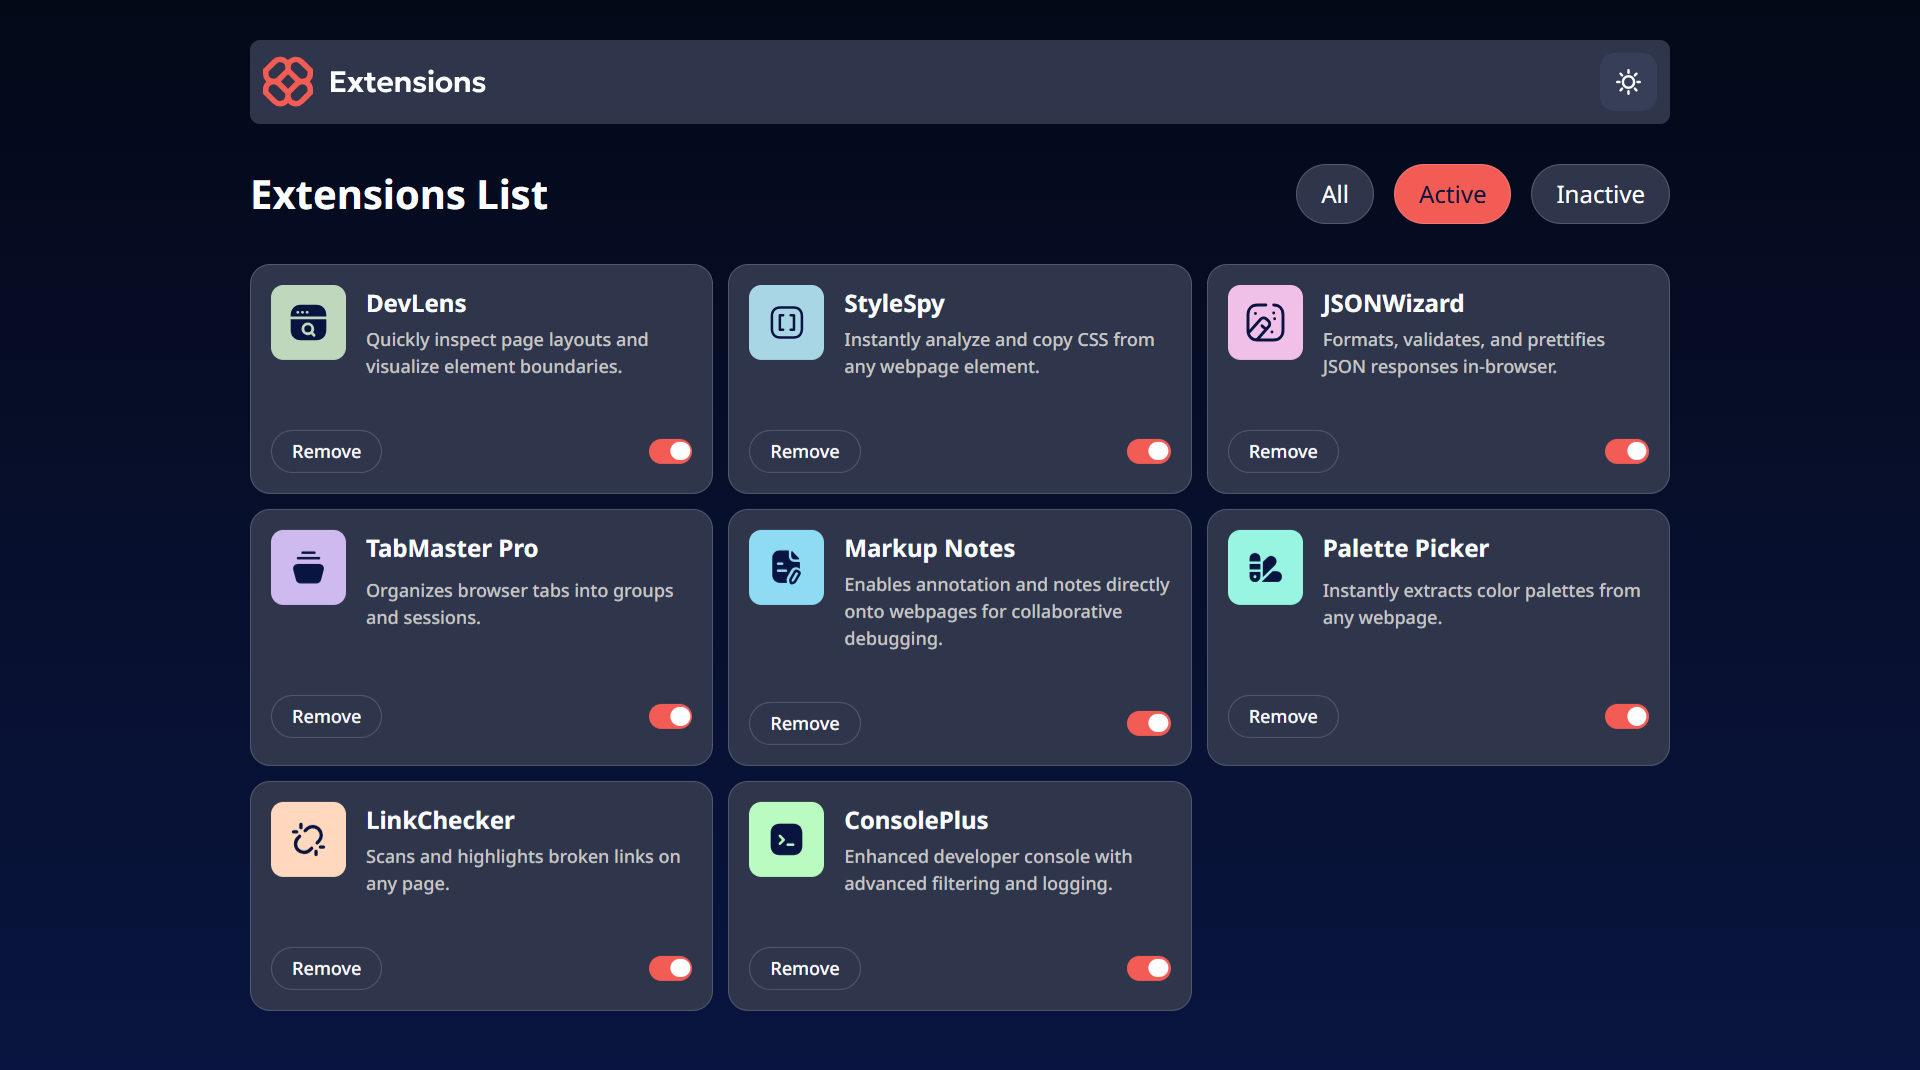 Extensions
Extensions List
All
Active
Inactive
DevLens
Quickly inspect page layouts and
visualize element boundaries.
Remove
StyleSpy
Instantly analyze and copy CSS from
any webpage element.
Remove
JSONWizard
Formats, validates, and prettifies
JSON responses in-browser.
Remove
TabMaster Pro
Organizes browser tabs into groups
and sessions.
Remove
Markup Notes
Enables annotation and notes directly
onto webpages for collaborative
debugging.
Remove
Palette Picker
Instantly extracts color palettes from
any webpage.
Remove
LinkChecker
Scans and highlights broken links on
any page.
Remove
ConsolePlus
Enhanced developer console with
advanced filtering and logging.
Remove